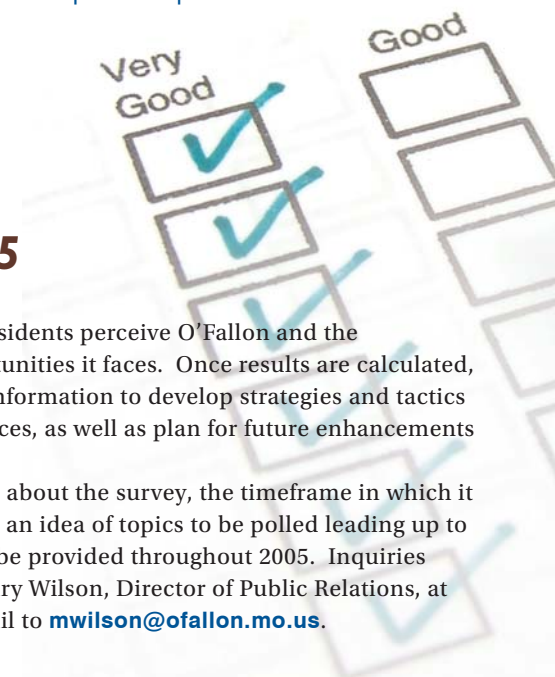 Very
Good
Good
5
sidents perceive O'Fallon and the
tunities it faces. Once results are calculated,
nformation to develop strategies and tactics
ces, as well as plan for future enhancements
about the survey, the timeframe in which it
an idea of topics to be polled leading up to
be provided throughout 2005. Inquiries
ry Wilson, Director of Public Relations, at
il to mwilson@ofallon.mo.us.